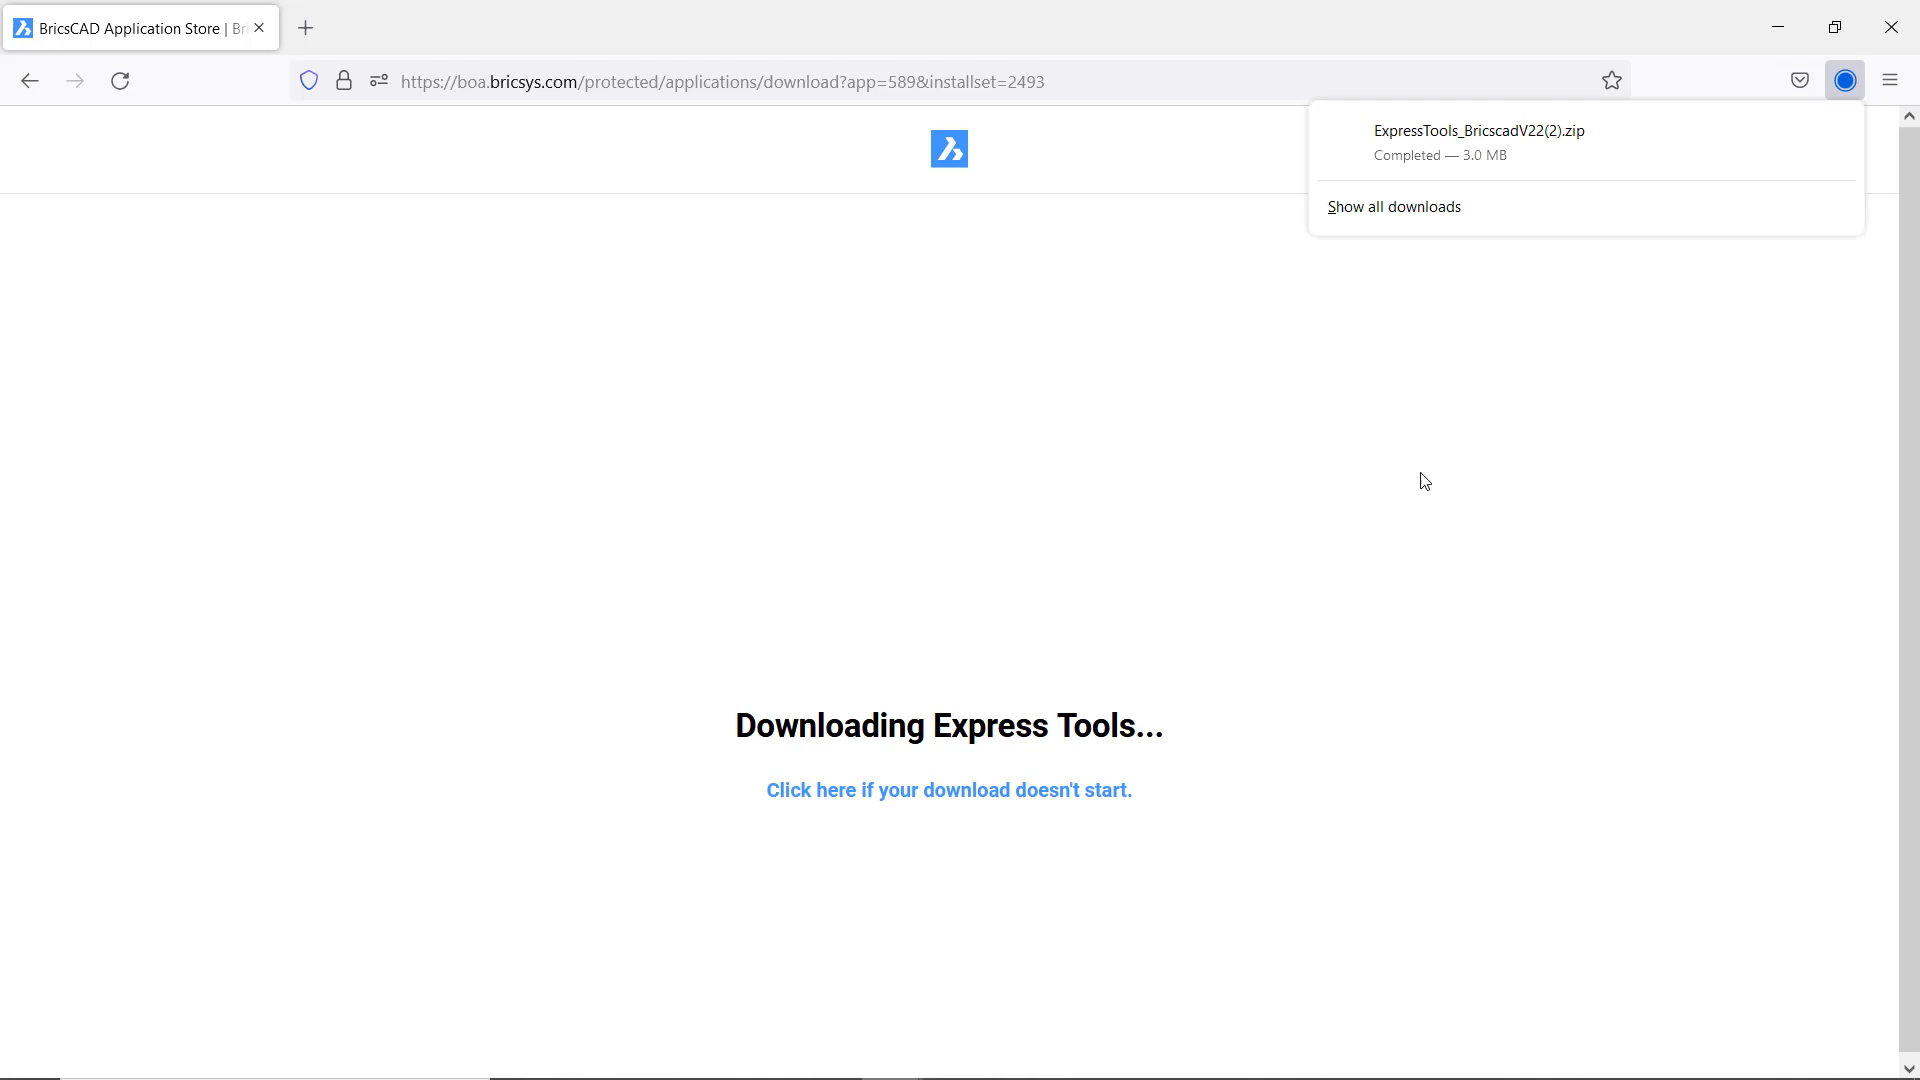 BricsCAD Application Store | Bri
https://boa.bricsys.com/protected/applications/download?app=589&installset=2493
ExpressTools_BricscadV22(2).zip
Completed — 3.0 MB
Show all downloads
Downloading Express Tools...
Click here if your download doesn't start.